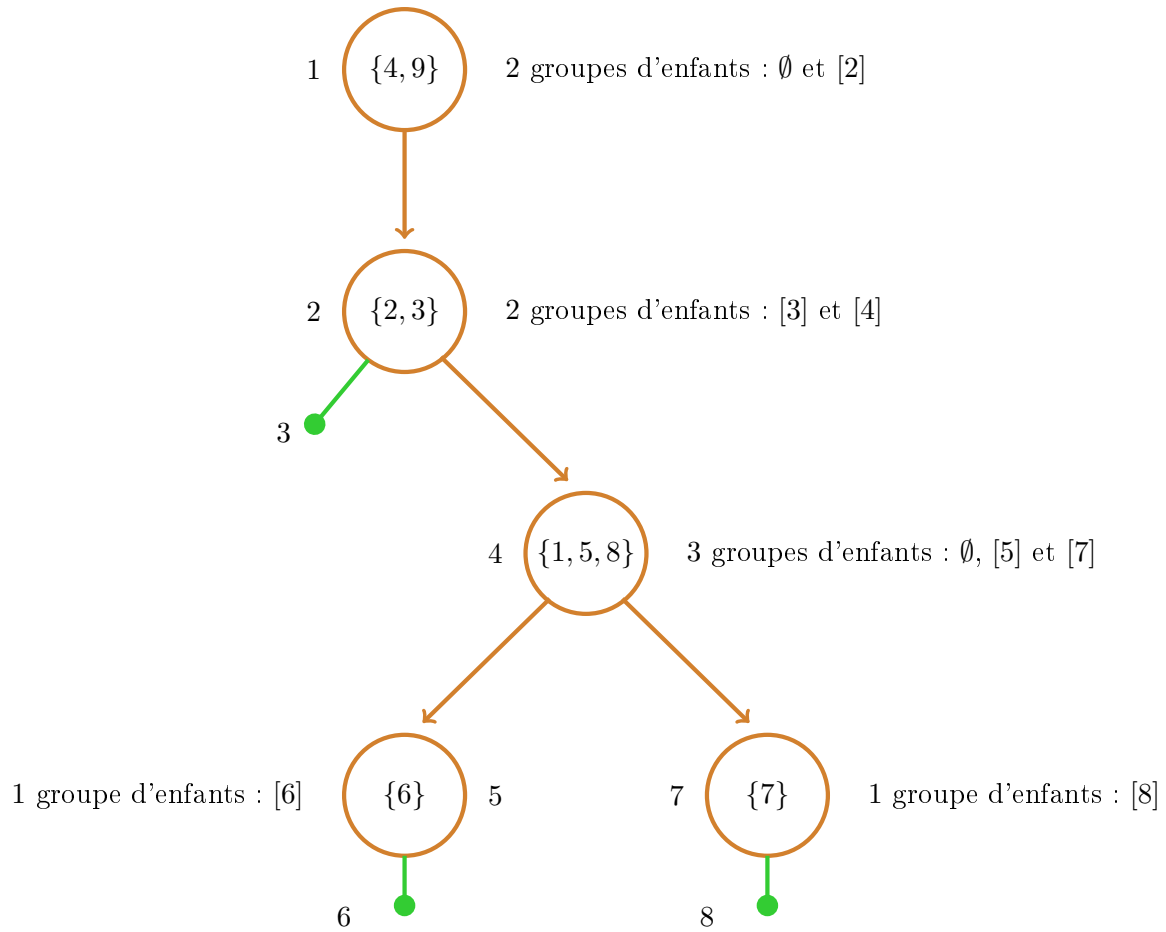 1 {4, 9} 2 groupes d'enfants : ∅ et [2]
2 {2, 3} 2 groupes d'enfants : [3] et [4]
3
4 {1, 5, 8} 3 groupes d'enfants : ∅, [5] et [7]
1 groupe d'enfants : [6] {6} 5 7 {7} 1 groupe d'enfants : [8]
6 8